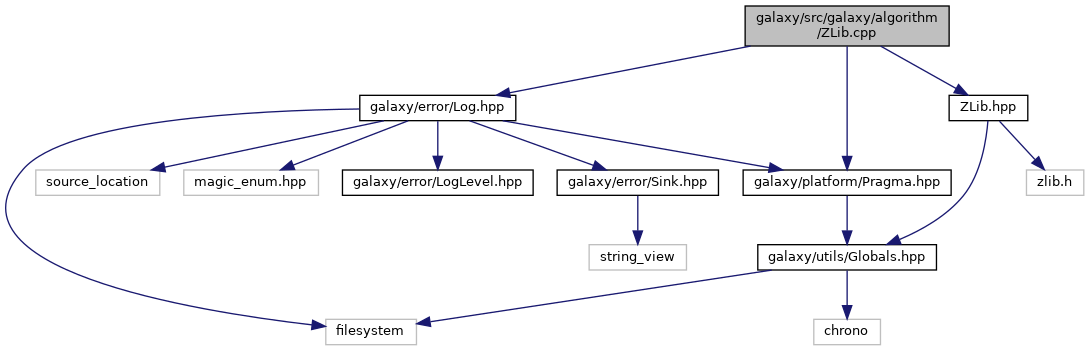 galaxy/src/galaxy/algorithm
/ZLib.cpp
galaxy/error/Log.hpp
ZLib.hpp
source_location
magic_enum.hpp
galaxy/error/LogLevel.hpp
galaxy/error/Sink.hpp
galaxy/platform/Pragma.hpp
zlib.h
string_view
galaxy/utils/Globals.hpp
filesystem
chrono